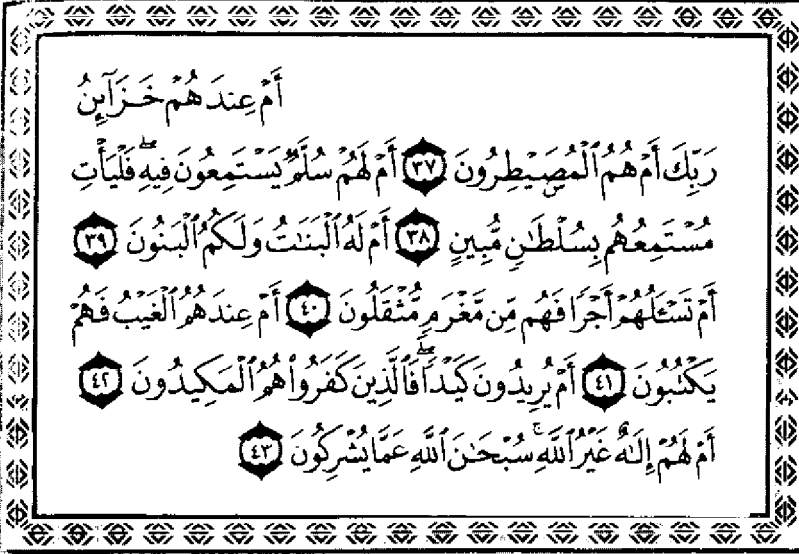 أَمْ عِندَهُمْ خَزَآئِنُ
رَبِّكَ أَمْ هُمُ ٱلْمُصَۣيْطِرُونَ ٣٧ أَمْ لَهُمْ سُلَّمٌ يَسْتَمِعُونَ فِيهِ ۖ فَلْيَأْتِ
مُسْتَمِعُهُم بِسُلْطَٰنٍ مُّبِينٍ ٣٨ أَمْ لَهُ ٱلْبَنَٰتُ وَلَكُمُ ٱلْبَنُونَ ٣٩
أَمْ تَسْـَٔلُهُمْ أَجْرًا فَهُم مِّن مَّغْرَمٍ مُّثْقَلُونَ ٤٠ أَمْ عِندَهُمُ ٱلْغَيْبُ فَهُمْ
يَكْتُبُونَ ٤١ أَمْ يُرِيدُونَ كَيْدًا ۖ فَٱلَّذِينَ كَفَرُوا۟ هُمُ ٱلْمَكِيدُونَ ٤٢
أَمْ لَهُمْ إِلَٰهٌ غَيْرُ ٱللَّهِ ۚ سُبْحَٰنَ ٱللَّهِ عَمَّا يُشْرِكُونَ ٤٣